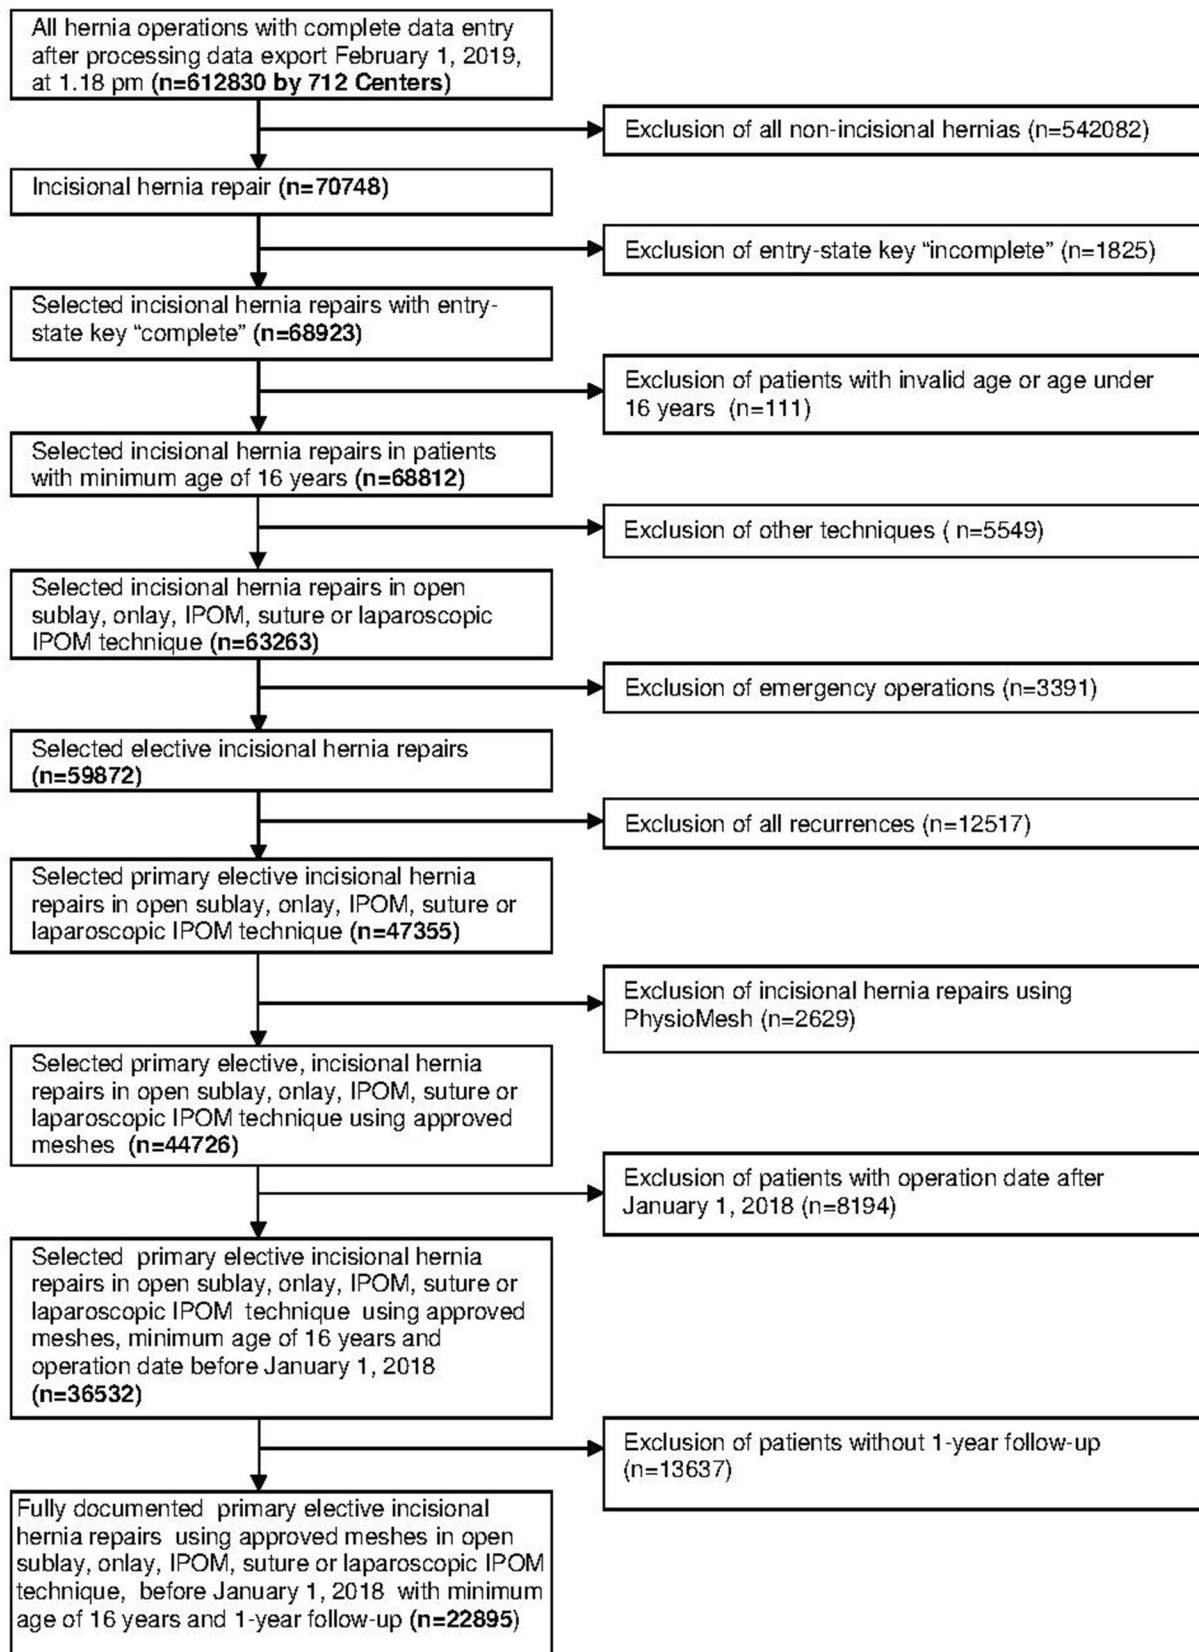 All hernia operations with complete data entry
after processing data export February 1, 2019,
at 1.18 pm (n=612830 by 712 Centers)
Exclusion of all non-incisional hernias (n=542082)
Incisional hernia repair (n=70748)
Exclusion of entry-state key “incomplete” (n=1825)
Selected incisional hernia repairs with entry-
state key “complete” (n=68923)
Exclusion of patients with invalid age or age under
16 years (n=111)
Selected incisional hernia repairs in patients
with minimum age of 16 years (n=68812)
Exclusion of other techniques ( n=5549)
Selected incisional hernia repairs in open
sublay, onlay, IPOM, suture or laparoscopic
IPOM technique (n=63263)
Exclusion of emergency operations (n=3391)
Selected elective incisional hernia repairs
(n=59872)
Exclusion of all recurrences (n=12517)
Selected primary elective incisional hernia
repairs in open sublay, onlay, IPOM, suture or
laparoscopic IPOM technique (n=47355)
Exclusion of incisional hernia repairs using
PhysioMesh (n=2629)
Selected primary elective, incisional hernia
repairs in open sublay, onlay, IPOM, suture or
laparoscopic IPOM technique using approved
meshes (n=44726)
Exclusion of patients with operation date after
January 1, 2018 (n=8194)
Selected primary elective incisional hernia
repairs in open sublay, onlay, IPOM, suture or
laparoscopic IPOM technique using approved
meshes, minimum age of 16 years and
operation date before January 1, 2018
(n=36532)
Exclusion of patients without 1-year follow-up
(n=13637)
Fully documented primary elective incisional
hernia repairs using approved meshes in open
sublay, onlay, IPOM, suture or laparoscopic IPOM
technique, before January 1, 2018 with minimum
age of 16 years and 1-year follow-up (n=22895)